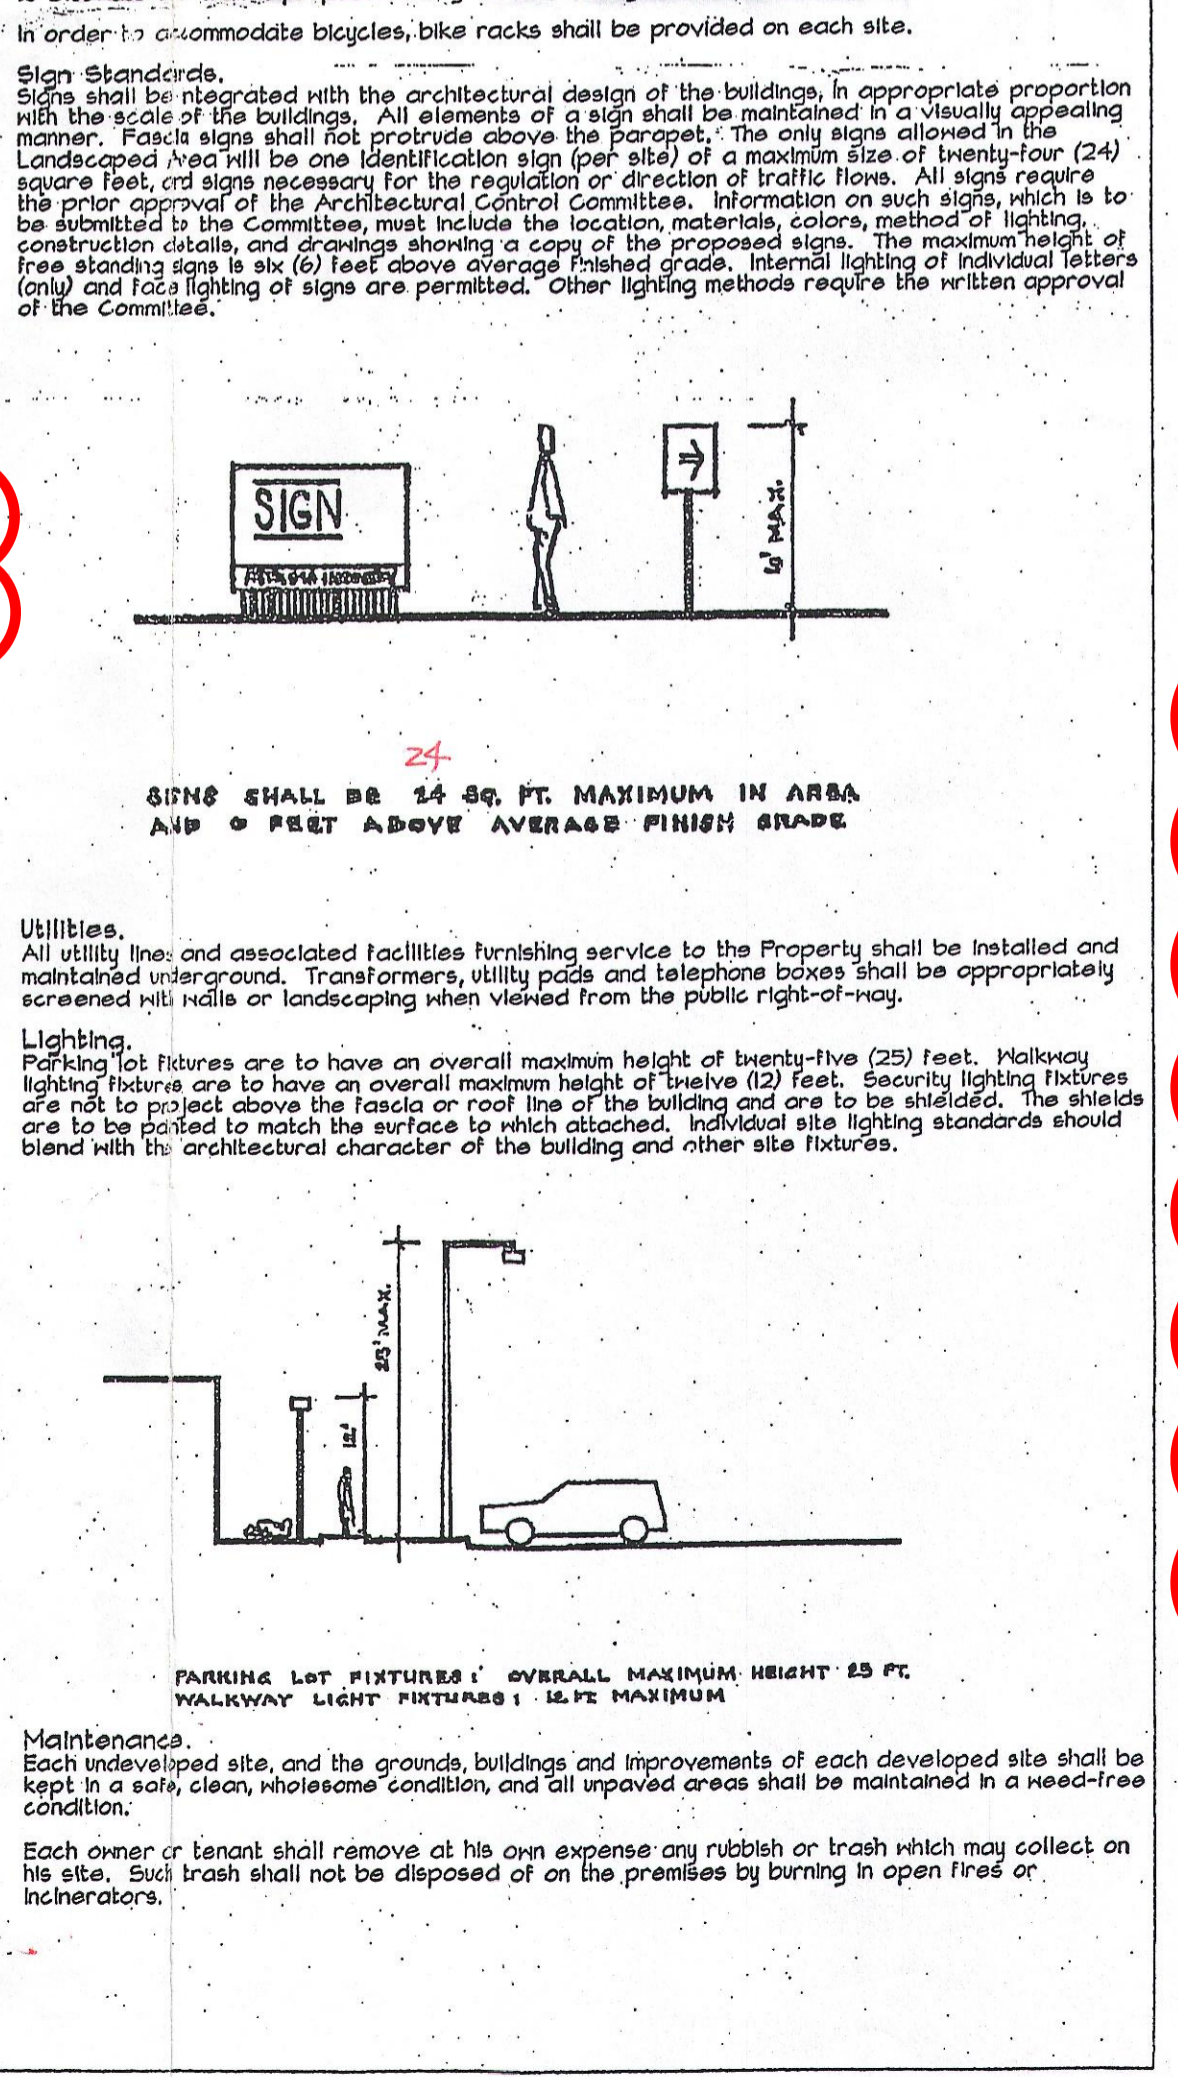 In order to accommodate bicycles, bike racks shall be provided on each site.
Sign Standards.
Signs shall be ntegrated with the architectural design of the buildings, in appropriate proportion
with the scale of the buildings. All elements of a sign shall be maintained in a visually appealing
manner. Fascia signs shall not protrude above the parapet. The only signs allowed in the
Landscaped Area will be one identification sign (per site) of a maximum size of twenty-four (24)
square feet, and signs necessary for the regulation or direction of traffic flows. All signs require
the prior approval of the Architectural Control Committee. Information on such signs, which is to
be submitted to the Committee, must include the location, materials, colors, method of lighting,
construction details, and drawings showing a copy of the proposed signs. The maximum height of
free standing signs is six (6) feet above average finished grade. Internal lighting of individual letters
(only) and face lighting of signs are permitted. Other lighting methods require the written approval
of the Committee.
SIGN
6' MAX.
24
SIGNS SHALL BE 24 SQ. FT. MAXIMUM IN AREA
AND 6 FEET ABOVE AVERAGE FINISH GRADE
Utilities.
All utility lines and associated facilities furnishing service to the Property shall be installed and
maintained underground. Transformers, utility pads and telephone boxes shall be appropriately
screened with walls or landscaping when viewed from the public right-of-way.
Lighting.
Parking lot fixtures are to have an overall maximum height of twenty-five (25) feet. Walkway
lighting fixtures are to have an overall maximum height of twelve (12) feet. Security lighting fixtures
are not to project above the fascia or roof line of the building and are to be shielded. The shields
are to be painted to match the surface to which attached. Individual site lighting standards should
blend with the architectural character of the building and other site fixtures.
25' MAX.
12'
PARKING LOT FIXTURES: OVERALL MAXIMUM HEIGHT 25 FT.
WALKWAY LIGHT FIXTURES: 12 FT MAXIMUM
Maintenance.
Each undeveloped site, and the grounds, buildings and improvements of each developed site shall be
kept in a safe, clean, wholesome condition, and all unpaved areas shall be maintained in a weed-free
condition.
Each owner or tenant shall remove at his own expense any rubbish or trash which may collect on
his site. Such trash shall not be disposed of on the premises by burning in open fires or
incinerators.